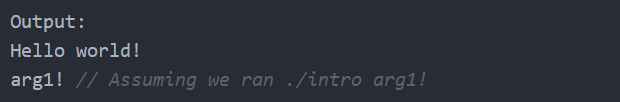 Output:
Hello world!
arg1! // Assuming we ran ./intro arg1!